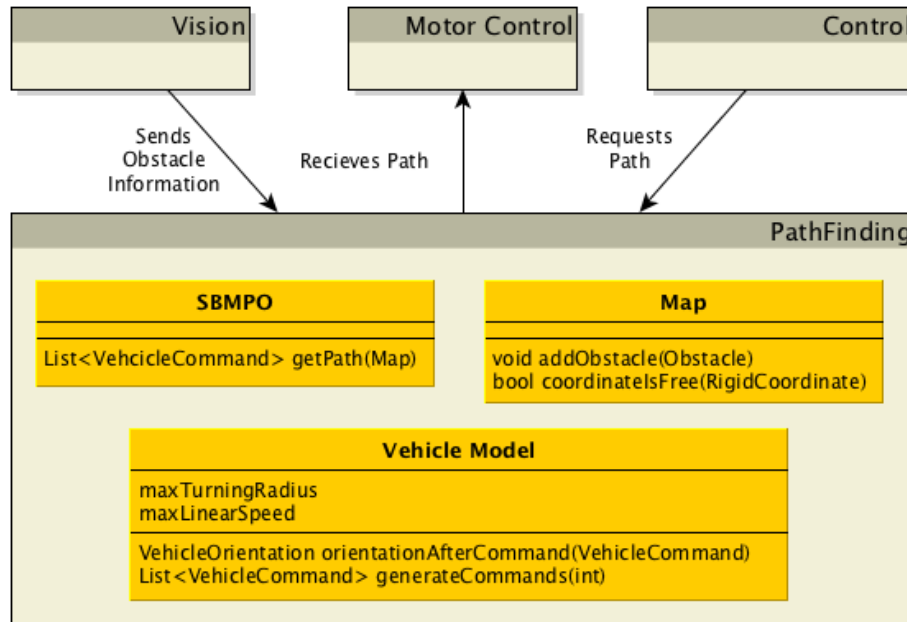 Vision
Motor Control
Control
Sends
Obstacle
Information
Recieves Path
Requests
Path
PathFinding
SBMPO
List<VehcicleCommand> getPath(Map)
Map
void addObstacle(Obstacle)
bool coordinateIsFree(RigidCoordinate)
Vehicle Model
maxTurningRadius
maxLinearSpeed
VehicleOrientation orientationAfterCommand(VehicleCommand)
List<VehicleCommand> generateCommands(int)